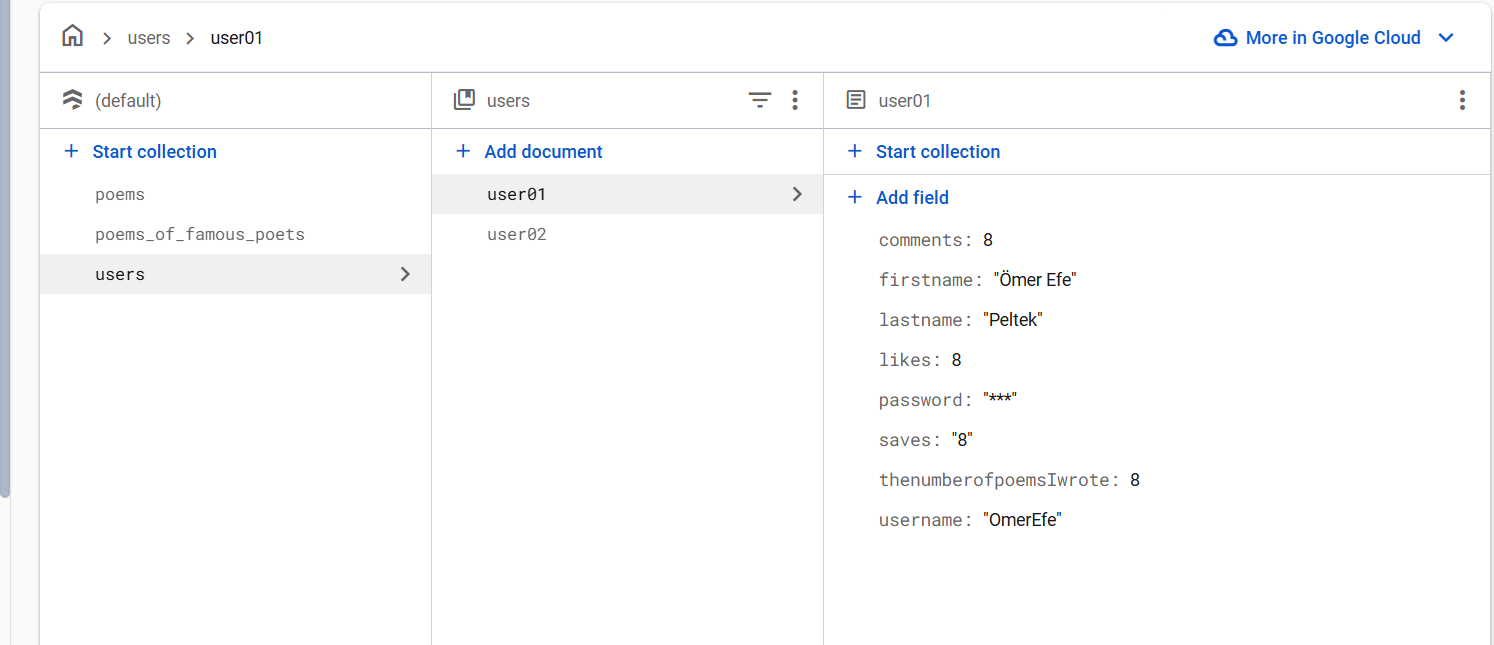 users user01 More in Google Cloud
(default) users user01
+ Start collection + Add document + Start collection
poems user01 + Add field
poems_of_famous_poets user02 comments: 8
users firstname: "Ömer Efe"
lastname: "Peltek"
likes: 8
password: "***"
saves: "8"
thenumberofpoemsIwrote: 8
username: "OmerEfe"